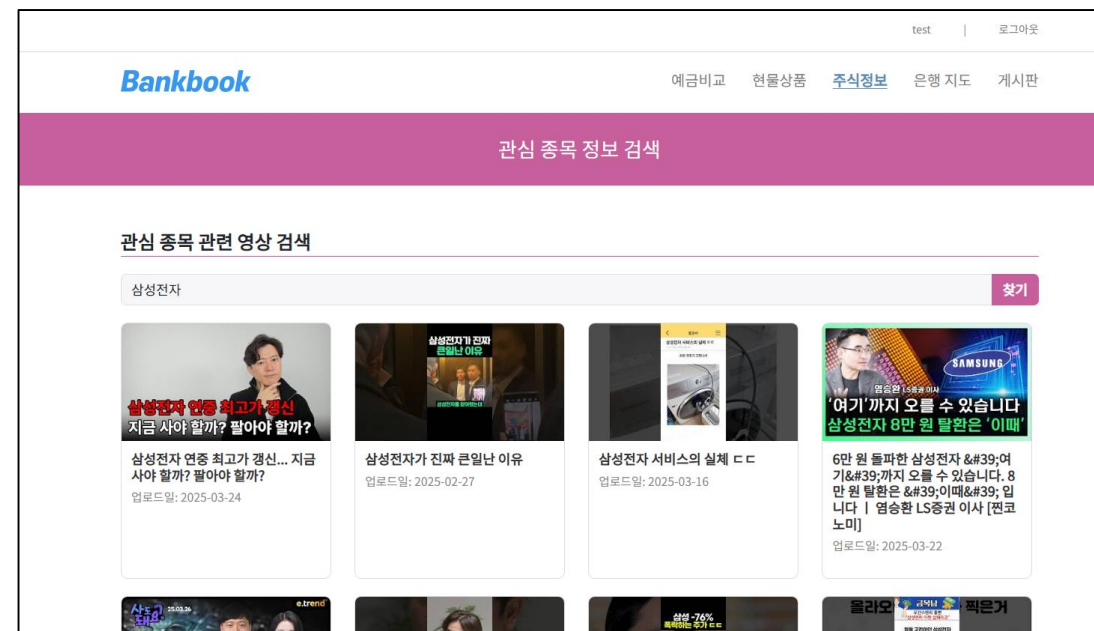 test | 로그아웃
Bankbook
예금비교 현물상품 주식정보 은행 지도 게시판
관심 종목 정보 검색
관심 종목 관련 영상 검색
삼성전자 찾기
삼성전자 연중 최고가 갱신
지금 사야 할까? 팔아야 할까?
삼성전자가 진짜
큰일난 이유
SAMSUNG
염승환 LS증권 이사
'여기'까지 오를 수 있습니다
삼성전자 8만 원 탈환은 '이때'
삼성전자 연중 최고가 갱신... 지금
사야 할까? 팔아야 할까?
업로드일: 2025-03-24
삼성전자가 진짜 큰일난 이유
업로드일: 2025-02-27
삼성전자 서비스의 실체 ㄷㄷ
업로드일: 2025-03-16
6만 원 돌파한 삼성전자 &#39;여
기&#39;까지 오를 수 있습니다. 8
만 원 탈환은 &#39;이때&#39; 입
니다 ㅣ 염승환 LS증권 이사 [찐코
노미]
업로드일: 2025-03-22
25.03.26
e.trend
삼성 -76%
폭락하는 주가 ㄷㄷ